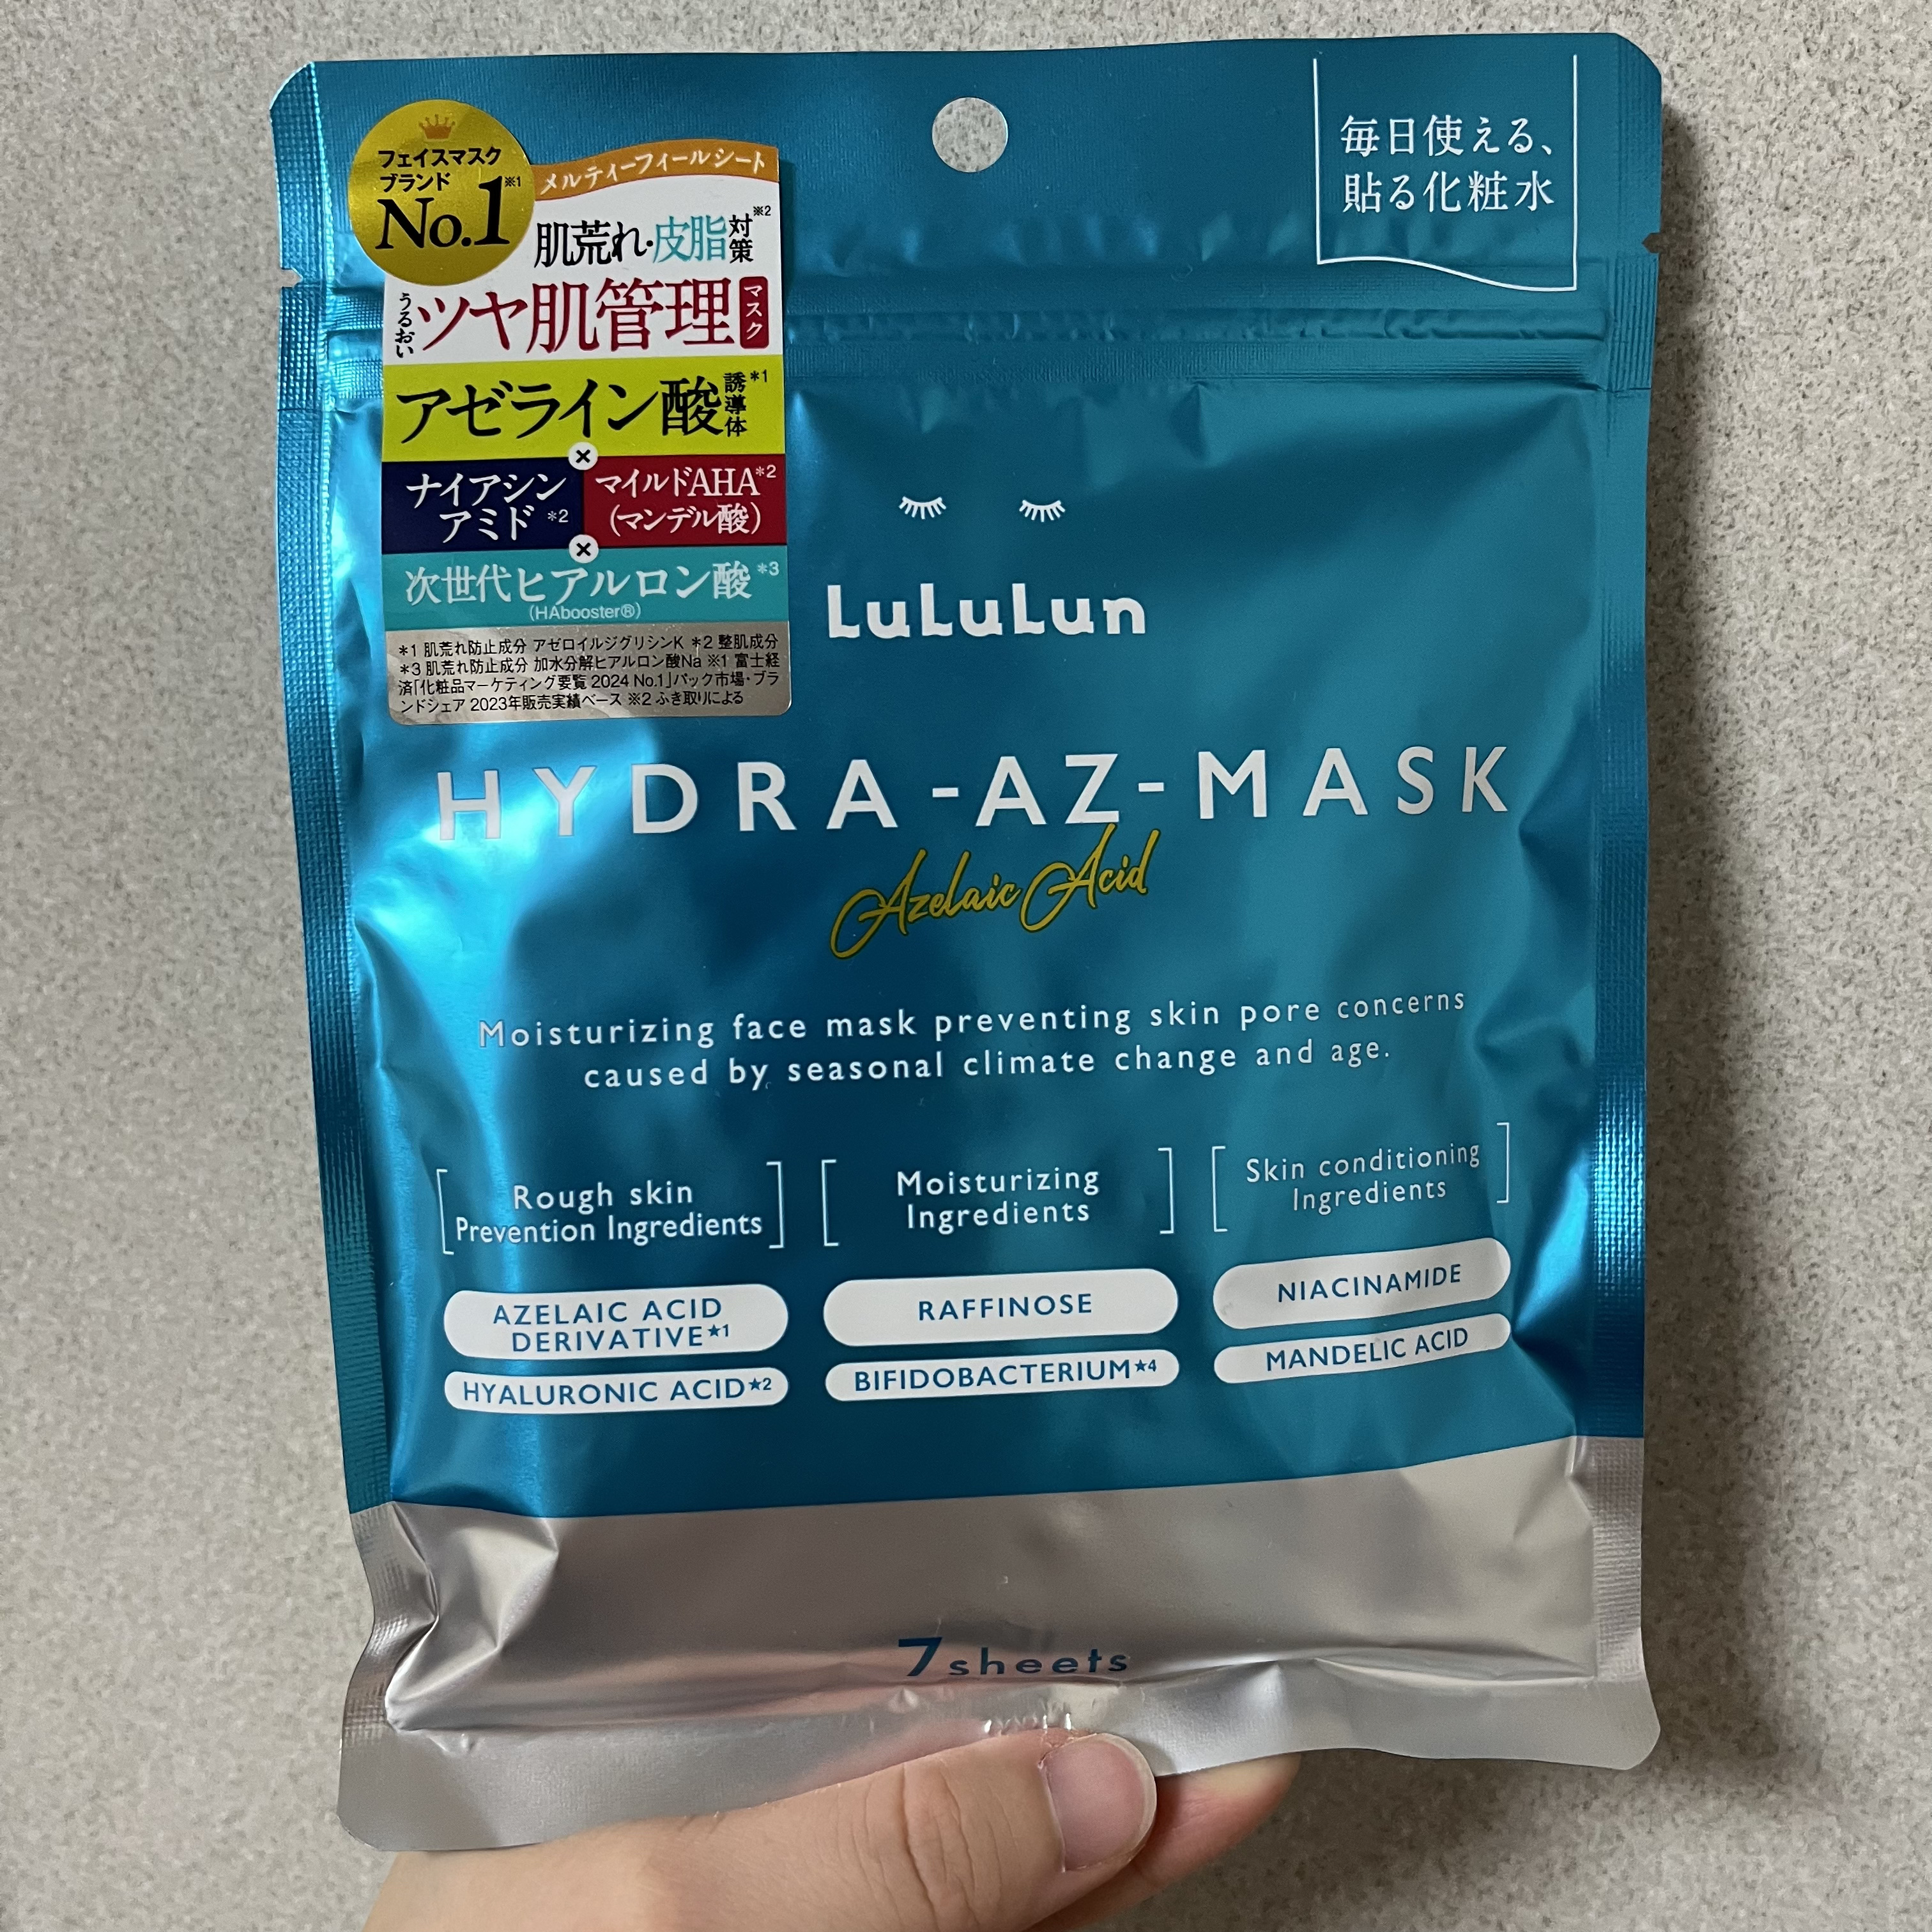 フェイスマスク
ブランド
No.1※1
メルティーフィールシート
肌荒れ・皮脂対策※2
うるおい
ツヤ肌管理マスク
アゼライン酸誘導体*1
×
ナイアシン
アミド*2
マイルドAHA*2
(マンデル酸)
×
次世代ヒアルロン酸*3
(HAbooster®)
*1 肌荒れ防止成分 アゼロイルジグリシンK *2 整肌成分
*3 肌荒れ防止成分 加水分解ヒアルロン酸Na ※1 富士経
済「化粧品マーケティング要覧 2024 No.1」パック市場・ブラ
ンドシェア 2023年販売実績ベース ※2 ふき取りによる
毎日使える、
貼る化粧水
LuLuLun
HYDRA-AZ-MASK
Azelaic Acid
Moisturizing face mask preventing skin pore concerns
caused by seasonal climate change and age.
Rough skin
Prevention Ingredients
AZELAIC ACID
DERIVATIVE★1
HYALURONIC ACID★2
Moisturizing
Ingredients
RAFFINOSE
BIFIDOBACTERIUM★4
Skin conditioning
Ingredients
NIACINAMIDE
MANDELIC ACID
7sheets